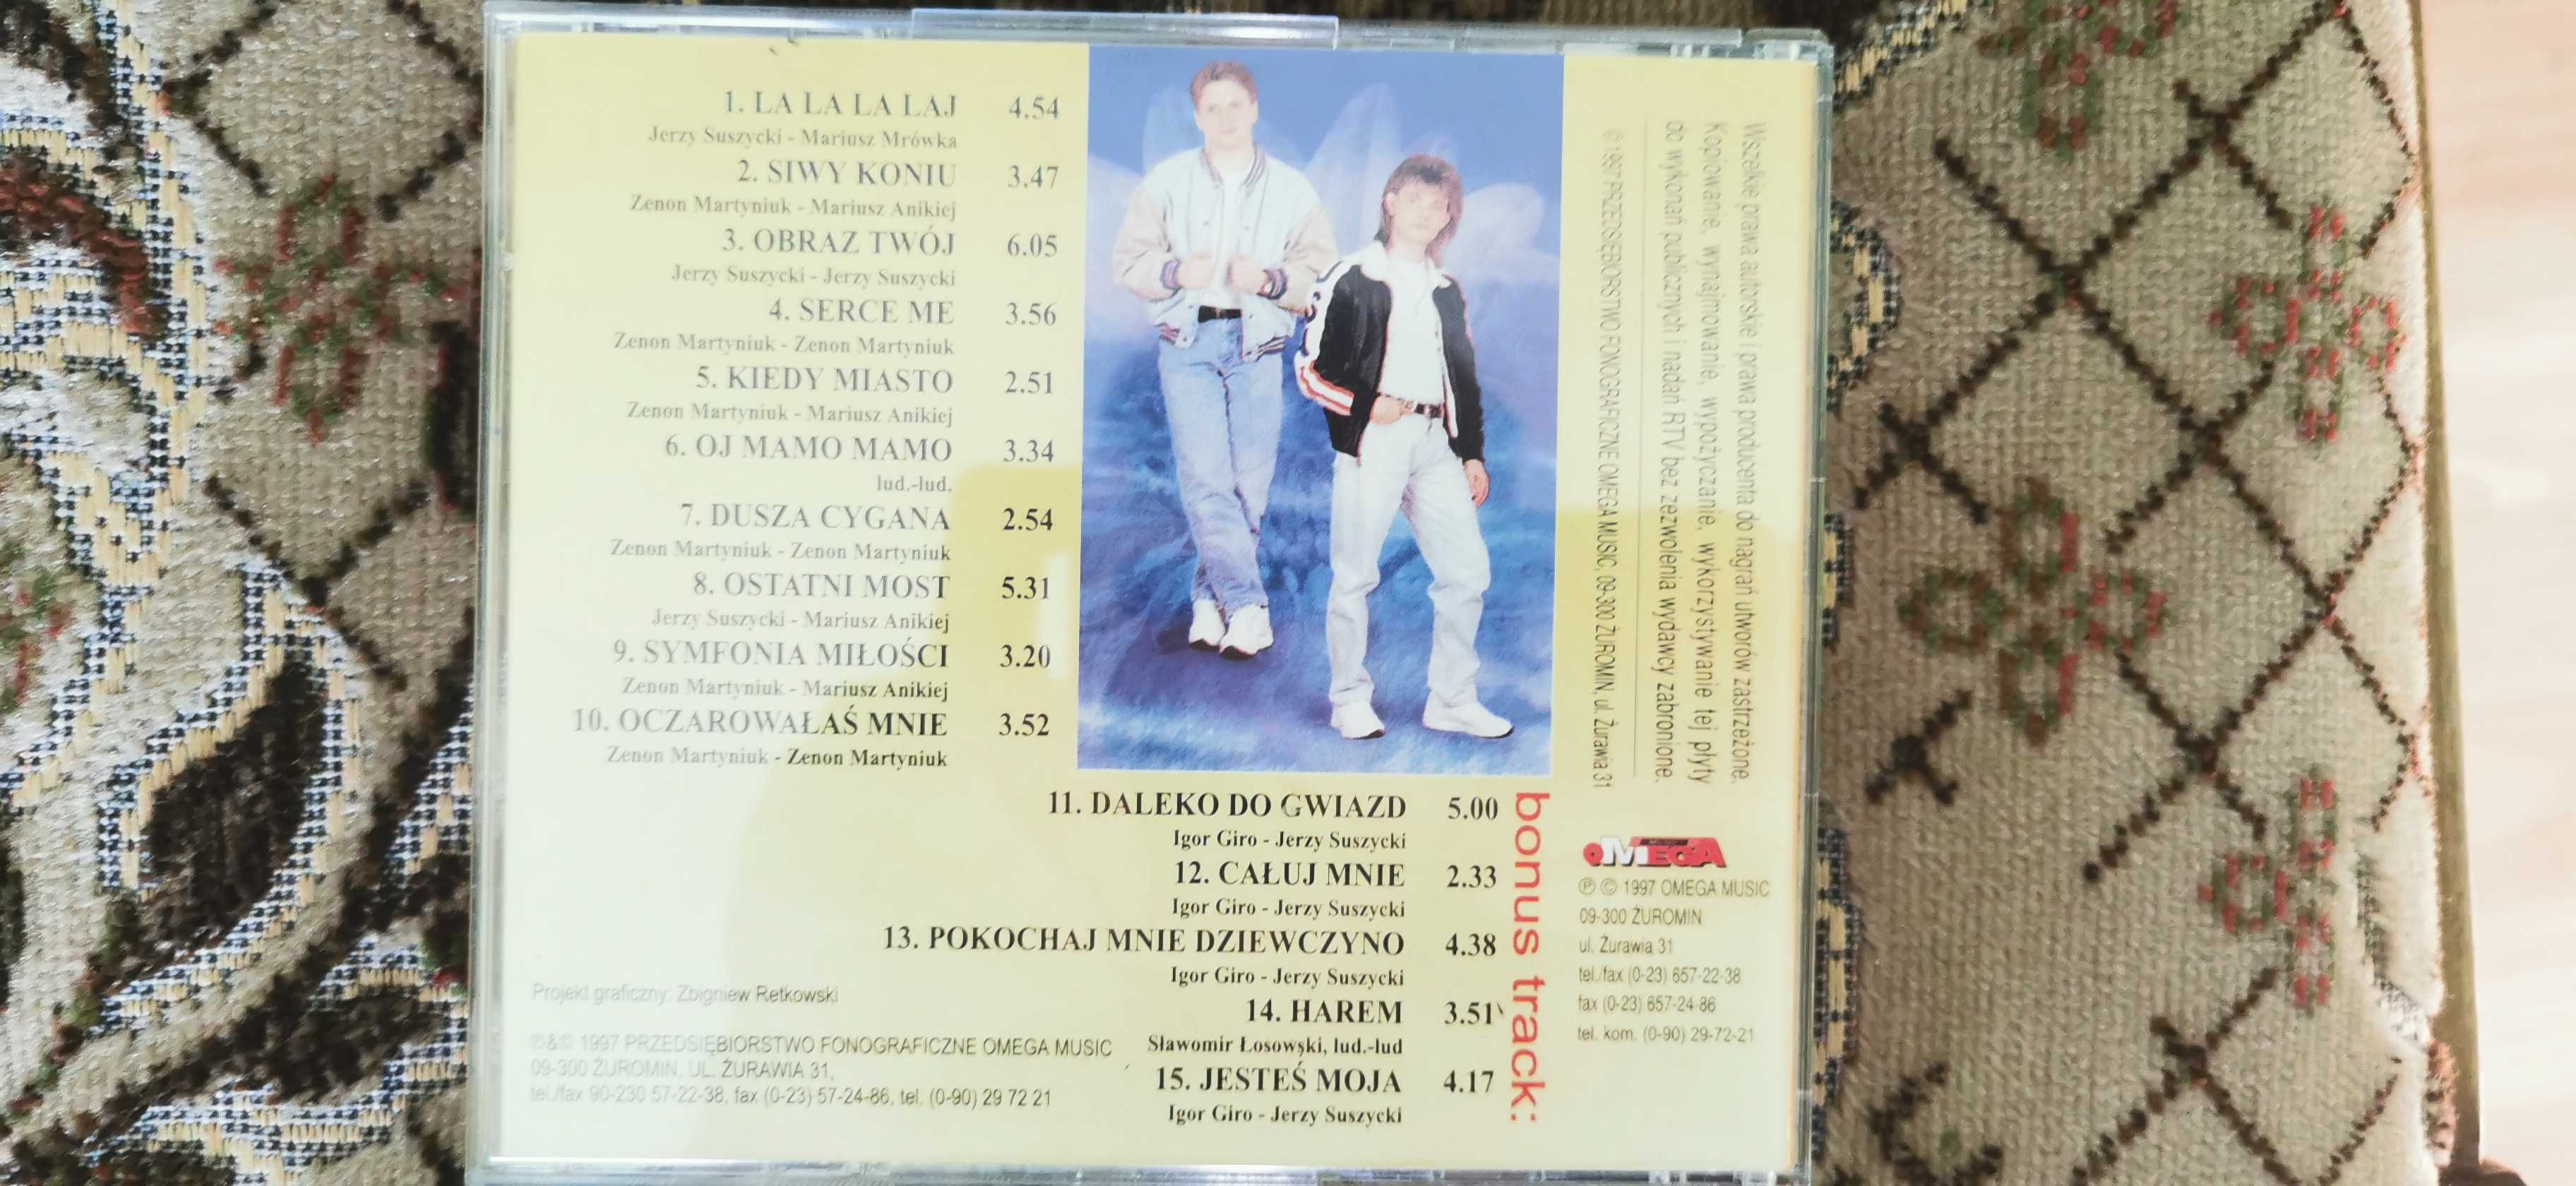 1. LA LA LA LAJ 4.54
Jerzy Suszycki - Mariusz Mrówka
2. SIWY KONIU 3.47
Zenon Martyniuk - Mariusz Anikiej
3. OBRAZ TWÓJ 6.05
Jerzy Suszycki - Jerzy Suszycki
4. SERCE ME 3.56
Zenon Martyniuk - Zenon Martyniuk
5. KIEDY MIASTO 2.51
Zenon Martyniuk - Mariusz Anikiej
6. OJ MAMO MAMO 3.34
lud.-lud.
7. DUSZA CYGANA 2.54
Zenon Martyniuk - Zenon Martyniuk
8. OSTATNI MOST 5.31
Jerzy Suszycki - Mariusz Anikiej
9. SYMFONIA MIŁOŚCI 3.20
Zenon Martyniuk - Mariusz Anikiej
10. OCZAROWAŁAŚ MNIE 3.52
Zenon Martyniuk - Zenon Martyniuk
bonus track:
11. DALEKO DO GWIAZD 5.00
Igor Giro - Jerzy Suszycki
12. CAŁUJ MNIE 2.33
Igor Giro - Jerzy Suszycki
13. POKOCHAJ MNIE DZIEWCZYNO 4.38
Igor Giro - Jerzy Suszycki
14. HAREM 3.51
Sławomir Łosowski, lud.-lud
15. JESTEŚ MOJA 4.17
Igor Giro - Jerzy Suszycki
Projekt graficzny: Zbigniew Retkowski
℗&© 1997 PRZEDSIĘBIORSTWO FONOGRAFICZNE OMEGA MUSIC
09-300 ŻUROMIN, UL. ŻURAWIA 31,
tel./fax 90-230 57-22-38, fax (0-23) 57-24-86, tel. (0-90) 29 72 21
Wszelkie prawa autorskie i prawa producenta do nagrań utworów zastrzeżone.
Kopiowanie, wynajmowanie, wypożyczanie, wykorzystywanie tej płyty
do wykonań publicznych i nadań RTV bez zezwolenia wydawcy zabronione.
© 1997 PRZEDSIĘBIORSTWO FONOGRAFICZNE OMEGA MUSIC, 09-300 ŻUROMIN, ul. Żurawia 31
OMEGA
℗ © 1997 OMEGA MUSIC
09-300 ŻUROMIN
ul. Żurawia 31
tel./fax (0-23) 657-22-38
fax (0-23) 657-24-86
tel. kom. (0-90) 29-72-21